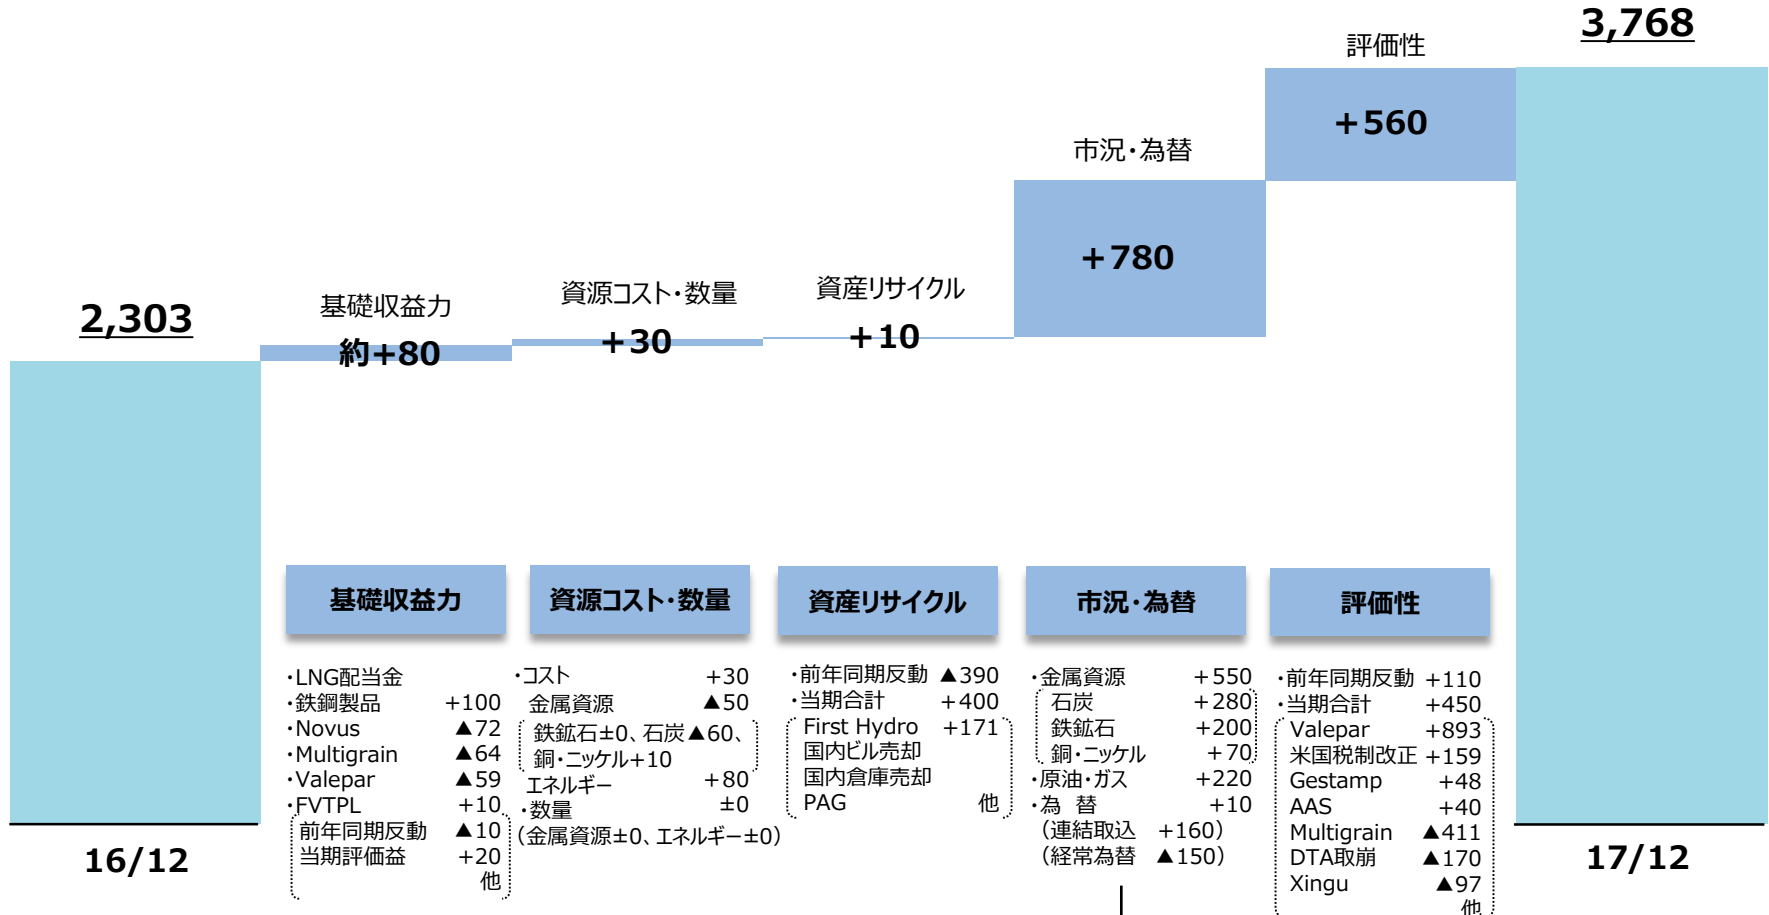 3,768
評価性
+560
市況・為替
+780
2,303
基礎収益力
約+80
資源コスト・数量
+30
資産リサイクル
+10
16/12
17/12
基礎収益力
・LNG配当金
・鉄鋼製品 +100
・Novus ▲72
・Multigrain ▲64
・Valepar ▲59
・FVTPL +10
前年同期反動 ▲10
当期評価益 +20
他
資源コスト・数量
・コスト +30
金属資源 ▲50
鉄鉱石±0、石炭▲60、
銅・ニッケル+10
エネルギー +80
・数量 ±0
(金属資源±0、エネルギー±0)
資産リサイクル
・前年同期反動 ▲390
・当期合計 +400
First Hydro +171
国内ビル売却
国内倉庫売却
PAG 他
市況・為替
・金属資源 +550
石炭 +280
鉄鉱石 +200
銅・ニッケル +70
・原油・ガス +220
・為 替 +10
(連結取込 +160)
(経常為替 ▲150)
評価性
・前年同期反動 +110
・当期合計 +450
Valepar +893
米国税制改正 +159
Gestamp +48
AAS +40
Multigrain ▲411
DTA取崩 ▲170
Xingu ▲97
他